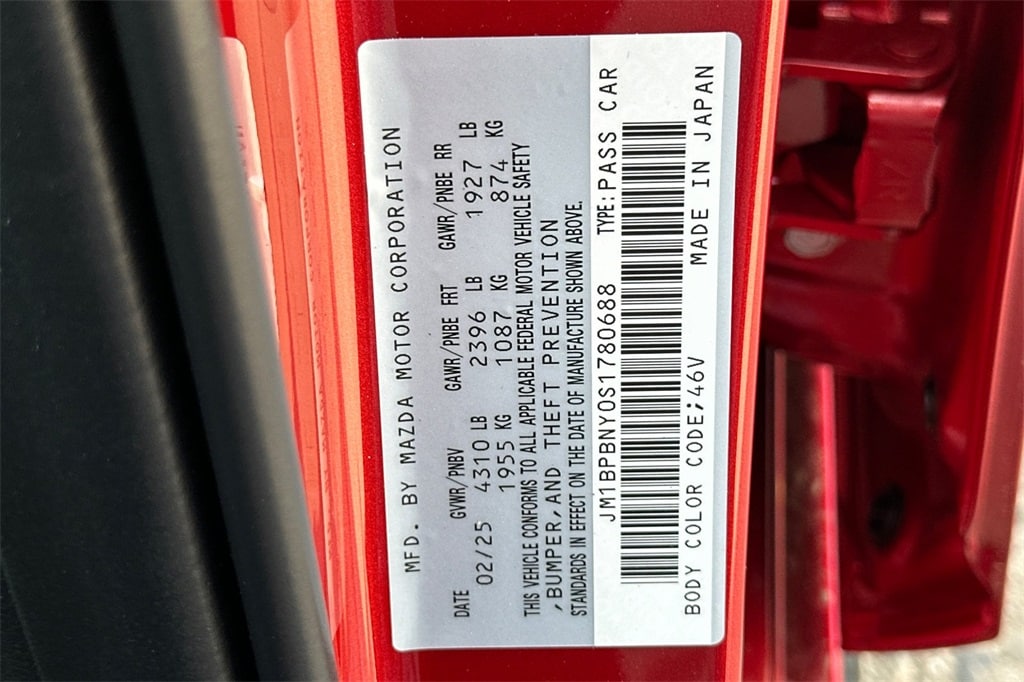 MFD. BY MAZDA MOTOR CORPORATION
DATE GVWR/PNBV GAWR/PNBE FRT GAWR/PNBE RR
02/25 4310 LB 2396 LB 1927 LB
1955 KG 1087 KG 874 KG
THIS VEHICLE CONFORMS TO ALL APPLICABLE FEDERAL MOTOR VEHICLE SAFETY
,BUMPER,AND THEFT PREVENTION
STANDARDS IN EFFECT ON THE DATE OF MANUFACTURE SHOWN ABOVE.
JM1BPBNY0S1780688 TYPE:PASS CAR
BODY COLOR CODE;46V MADE IN JAPAN